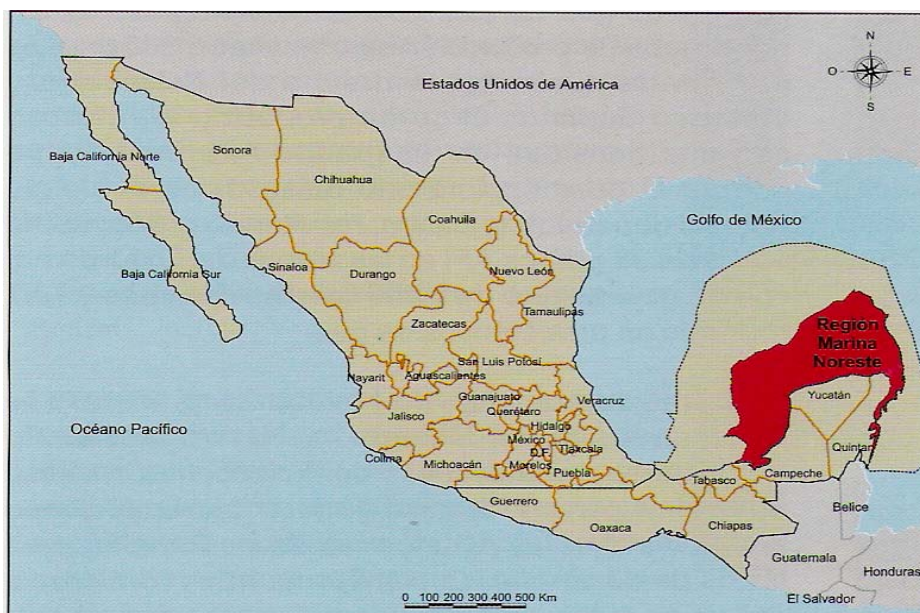 N
O E
S
Estados Unidos de América
Baja California Norte
Sonora
Chihuahua
Coahuila
Golfo de México
Baja California Sur
Sinaloa
Durango
Nuevo León
Tamaulipas
Zacatecas
Región
Marina
Noreste
San Luis Potosí
Nayarit
Aguascalientes
Yucatán
Guanajuato
Veracruz
Jalisco
Querétaro
Hidalgo
Océano Pacífico
México
D.F.
Tlaxcala
Quintan
Colima
Michoacán
Morelos
Puebla
Tabasco
Campeche
Guerrero
Belice
Oaxaca
Chiapas
Guatemala
Honduras
El Salvador
0 100 200 300 400 500 Km